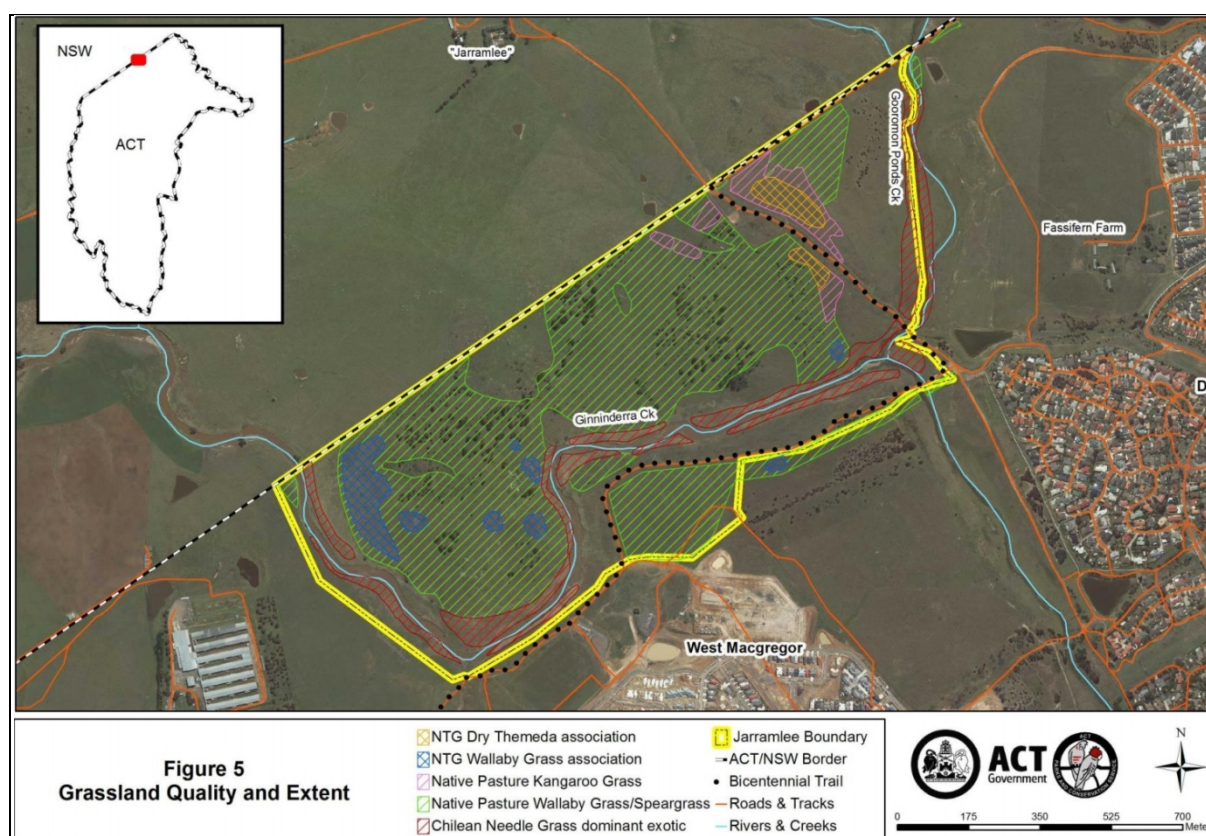 NSW
ACT
"Jarramlee"
Gooromon Ponds Ck
Fassifern Farm
Ginninderra Ck
D
West Macgregor
Figure 5
Grassland Quality and Extent
NTG Dry Themeda association
NTG Wallaby Grass association
Native Pasture Kangaroo Grass
Native Pasture Wallaby Grass/Speargrass
Chilean Needle Grass dominant exotic
Jarramlee Boundary
ACT/NSW Border
Bicentennial Trail
Roads & Tracks
Rivers & Creeks
ACT
Government
N
0 175 350 525 700
Mete